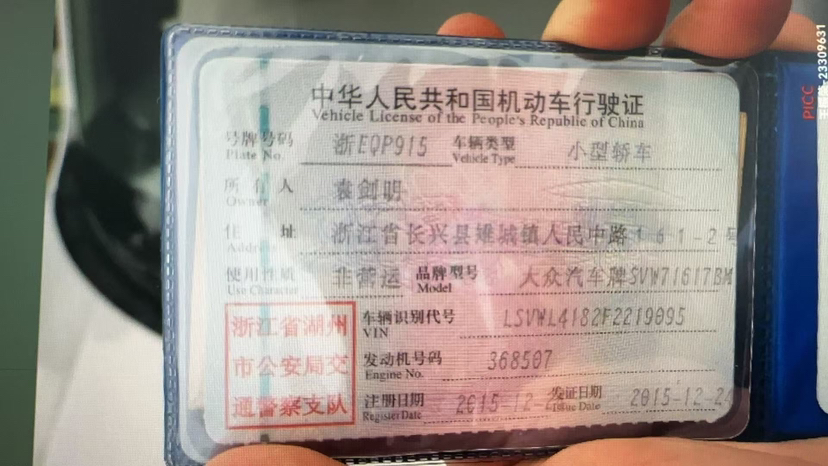 中华人民共和国机动车行驶证
Vehicle License of the People's Republic of China
号牌号码 浙EQP915 车辆类型 小型轿车
Plate No. Vehicle Type
所有人 袁剑明
Owner
住址 浙江省长兴县雉城镇人民中路161-2号
Address
使用性质 非营运 品牌型号 大众汽车牌SVW71617BM
Use Character Model
浙江省湖州
市公安局交
通警察支队
车辆识别代号 LSVWL4182F2219095
VIN
发动机号码 368507
Engine No.
注册日期 2015-12-2 发证日期 2015-12-24
Register Date Issue Date
PICC
23309631